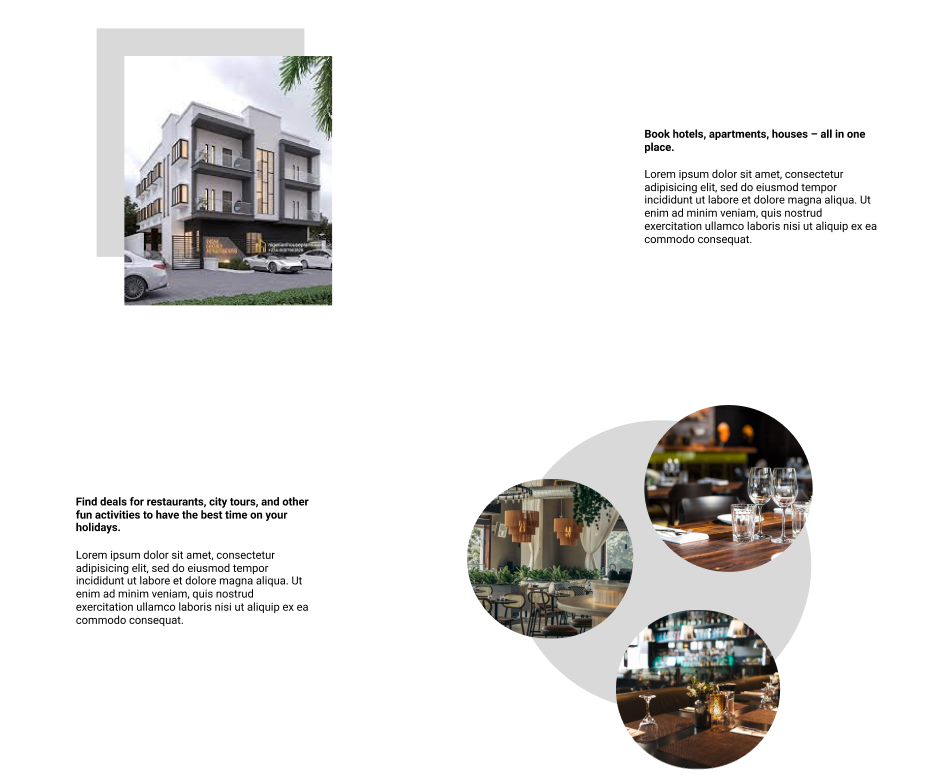 Book hotels, apartments, houses – all in one
place.
Lorem ipsum dolor sit amet, consectetur
adipisicing elit, sed do eiusmod tempor
incididunt ut labore et dolore magna aliqua. Ut
enim ad minim veniam, quis nostrud
exercitation ullamco laboris nisi ut aliquip ex ea
commodo consequat.
Find deals for restaurants, city tours, and other
fun activities to have the best time on your
holidays.
Lorem ipsum dolor sit amet, consectetur
adipisicing elit, sed do eiusmod tempor
incididunt ut labore et dolore magna aliqua. Ut
enim ad minim veniam, quis nostrud
exercitation ullamco laboris nisi ut aliquip ex ea
commodo consequat.